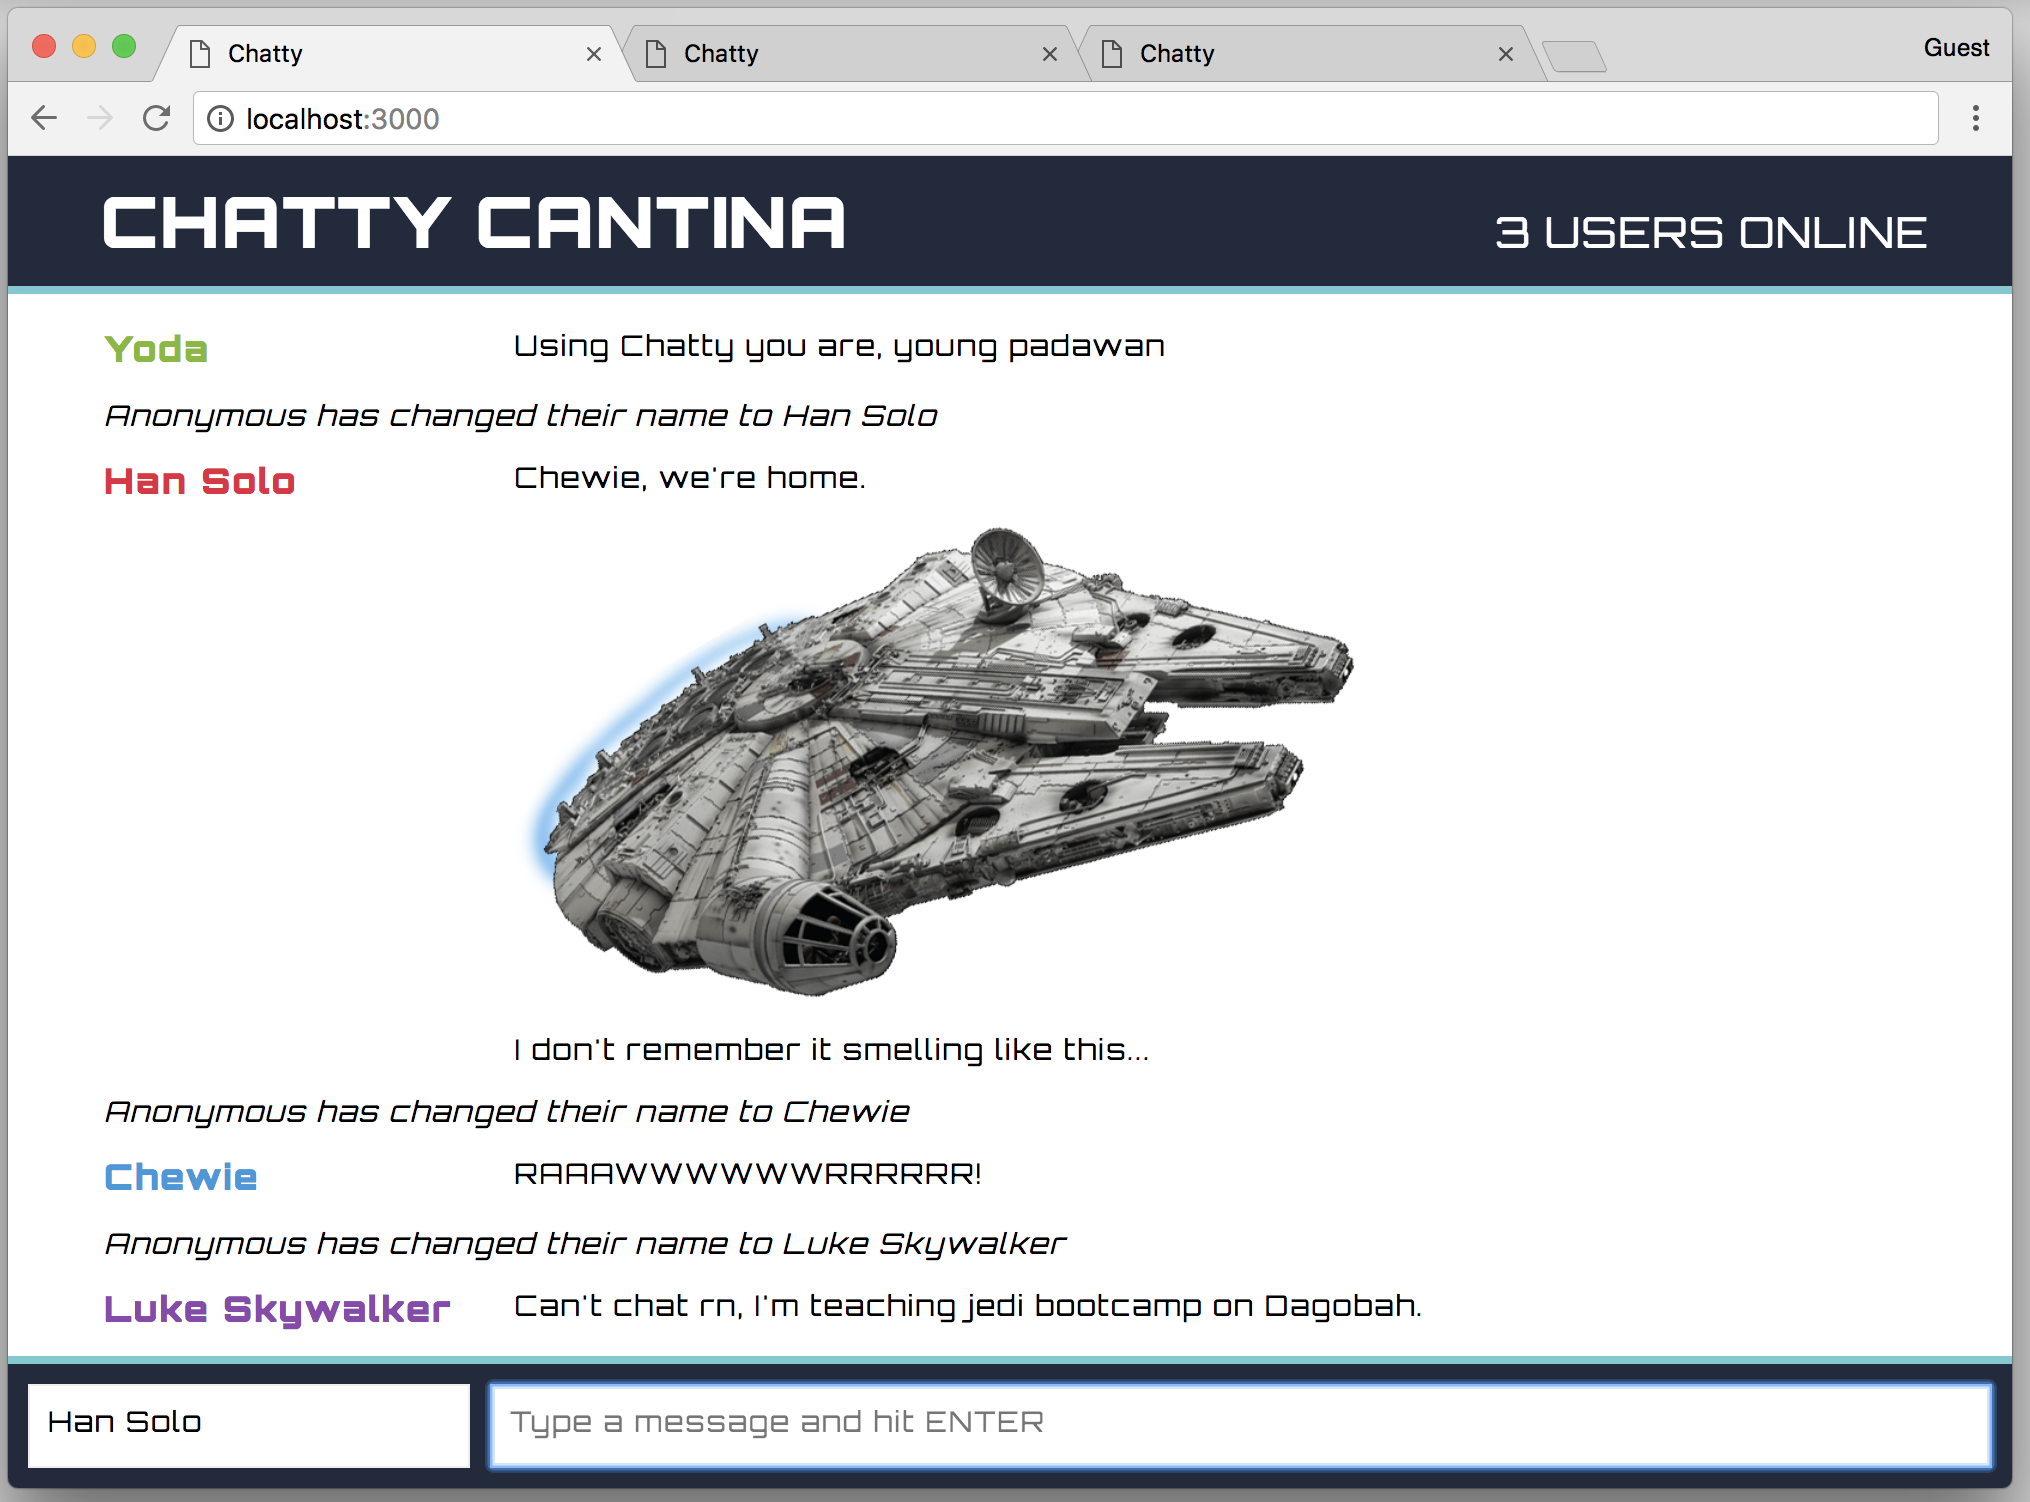 Chatty
Chatty
Chatty
Guest
localhost:3000
CHATTY CANTINA
3 USERS ONLINE
Yoda
Using Chatty you are, young padawan
Anonymous has changed their name to Han Solo
Han Solo
Chewie, we're home.
I don't remember it smelling like this...
Anonymous has changed their name to Chewie
Chewie
RAAAWWWWWWRRRRRR!
Anonymous has changed their name to Luke Skywalker
Luke Skywalker
Can't chat rn, I'm teaching jedi bootcamp on Dagobah.
Han Solo
Type a message and hit ENTER